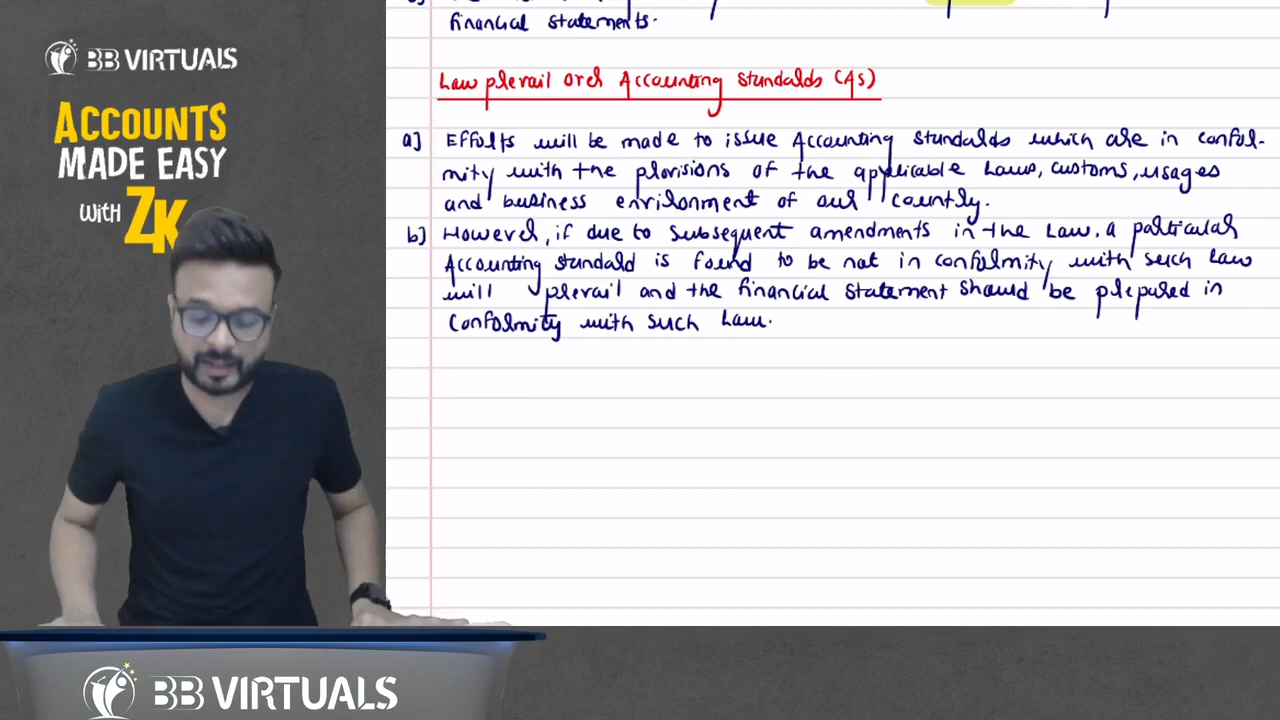 BB VIRTUALS
ACCOUNTS
MADE EASY
with ZK
financial statements.
Law prevail over Accounting Standards (AS)
a] Efforts will be made to issue Accounting Standards which are in confor-
mity with the provisions of the applicable Laws, customs, usages
and business environment of our country.
b] However, if due to subsequent amendments in the Law, a particular
Accounting Standard is found to be not in conformity with such law
will prevail and the financial statement should be prepared in
conformity with such Law.
BB VIRTUALS